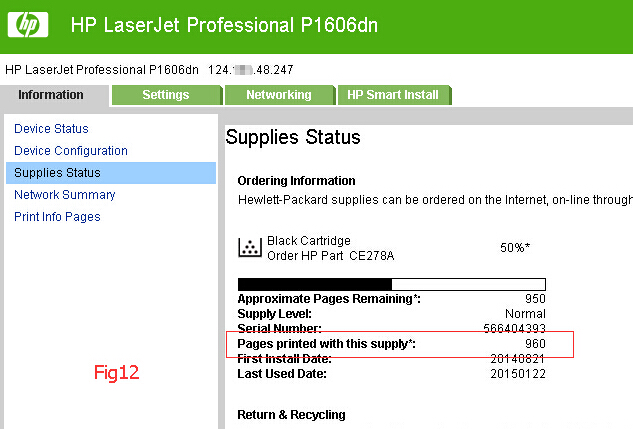 hp HP LaserJet Professional P1606dn
HP LaserJet Professional P1606dn 124. .48.247
Information Settings Networking HP Smart Install
Device Status
Device Configuration
Supplies Status
Network Summary
Print Info Pages
Supplies Status
Ordering Information
Hewlett-Packard supplies can be ordered on the Internet, on-line through
Black Cartridge
Order HP Part CE278A
50%*
Approximate Pages Remaining*: 950
Supply Level: Normal
Serial Number: 566404393
Pages printed with this supply*: 960
First Install Date: 20140821
Last Used Date: 20150122
Return & Recycling
Fig12